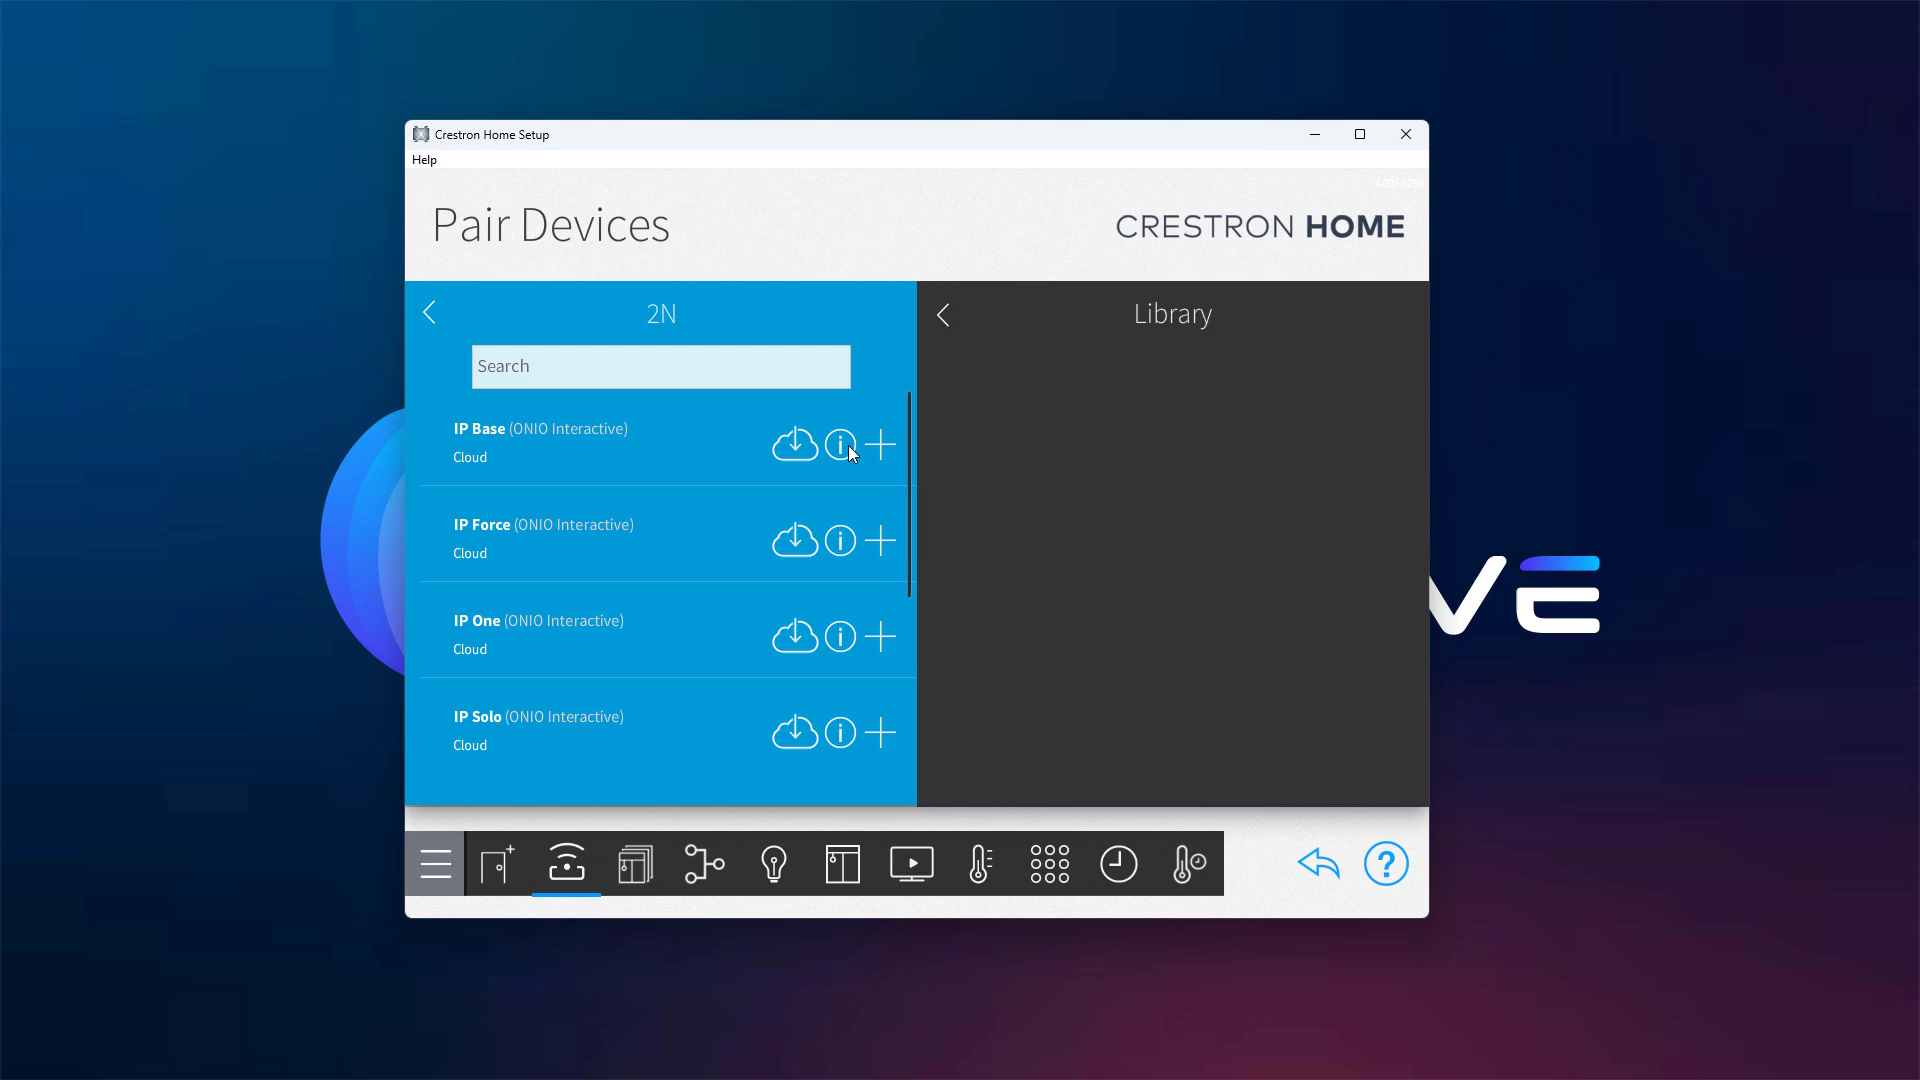 Crestron Home Setup
Help
Pair Devices
CRESTRON HOME
2N
Library
Search
IP Base (ONIO Interactive)
Cloud
IP Force (ONIO Interactive)
Cloud
IP One (ONIO Interactive)
Cloud
IP Solo (ONIO Interactive)
Cloud
VE